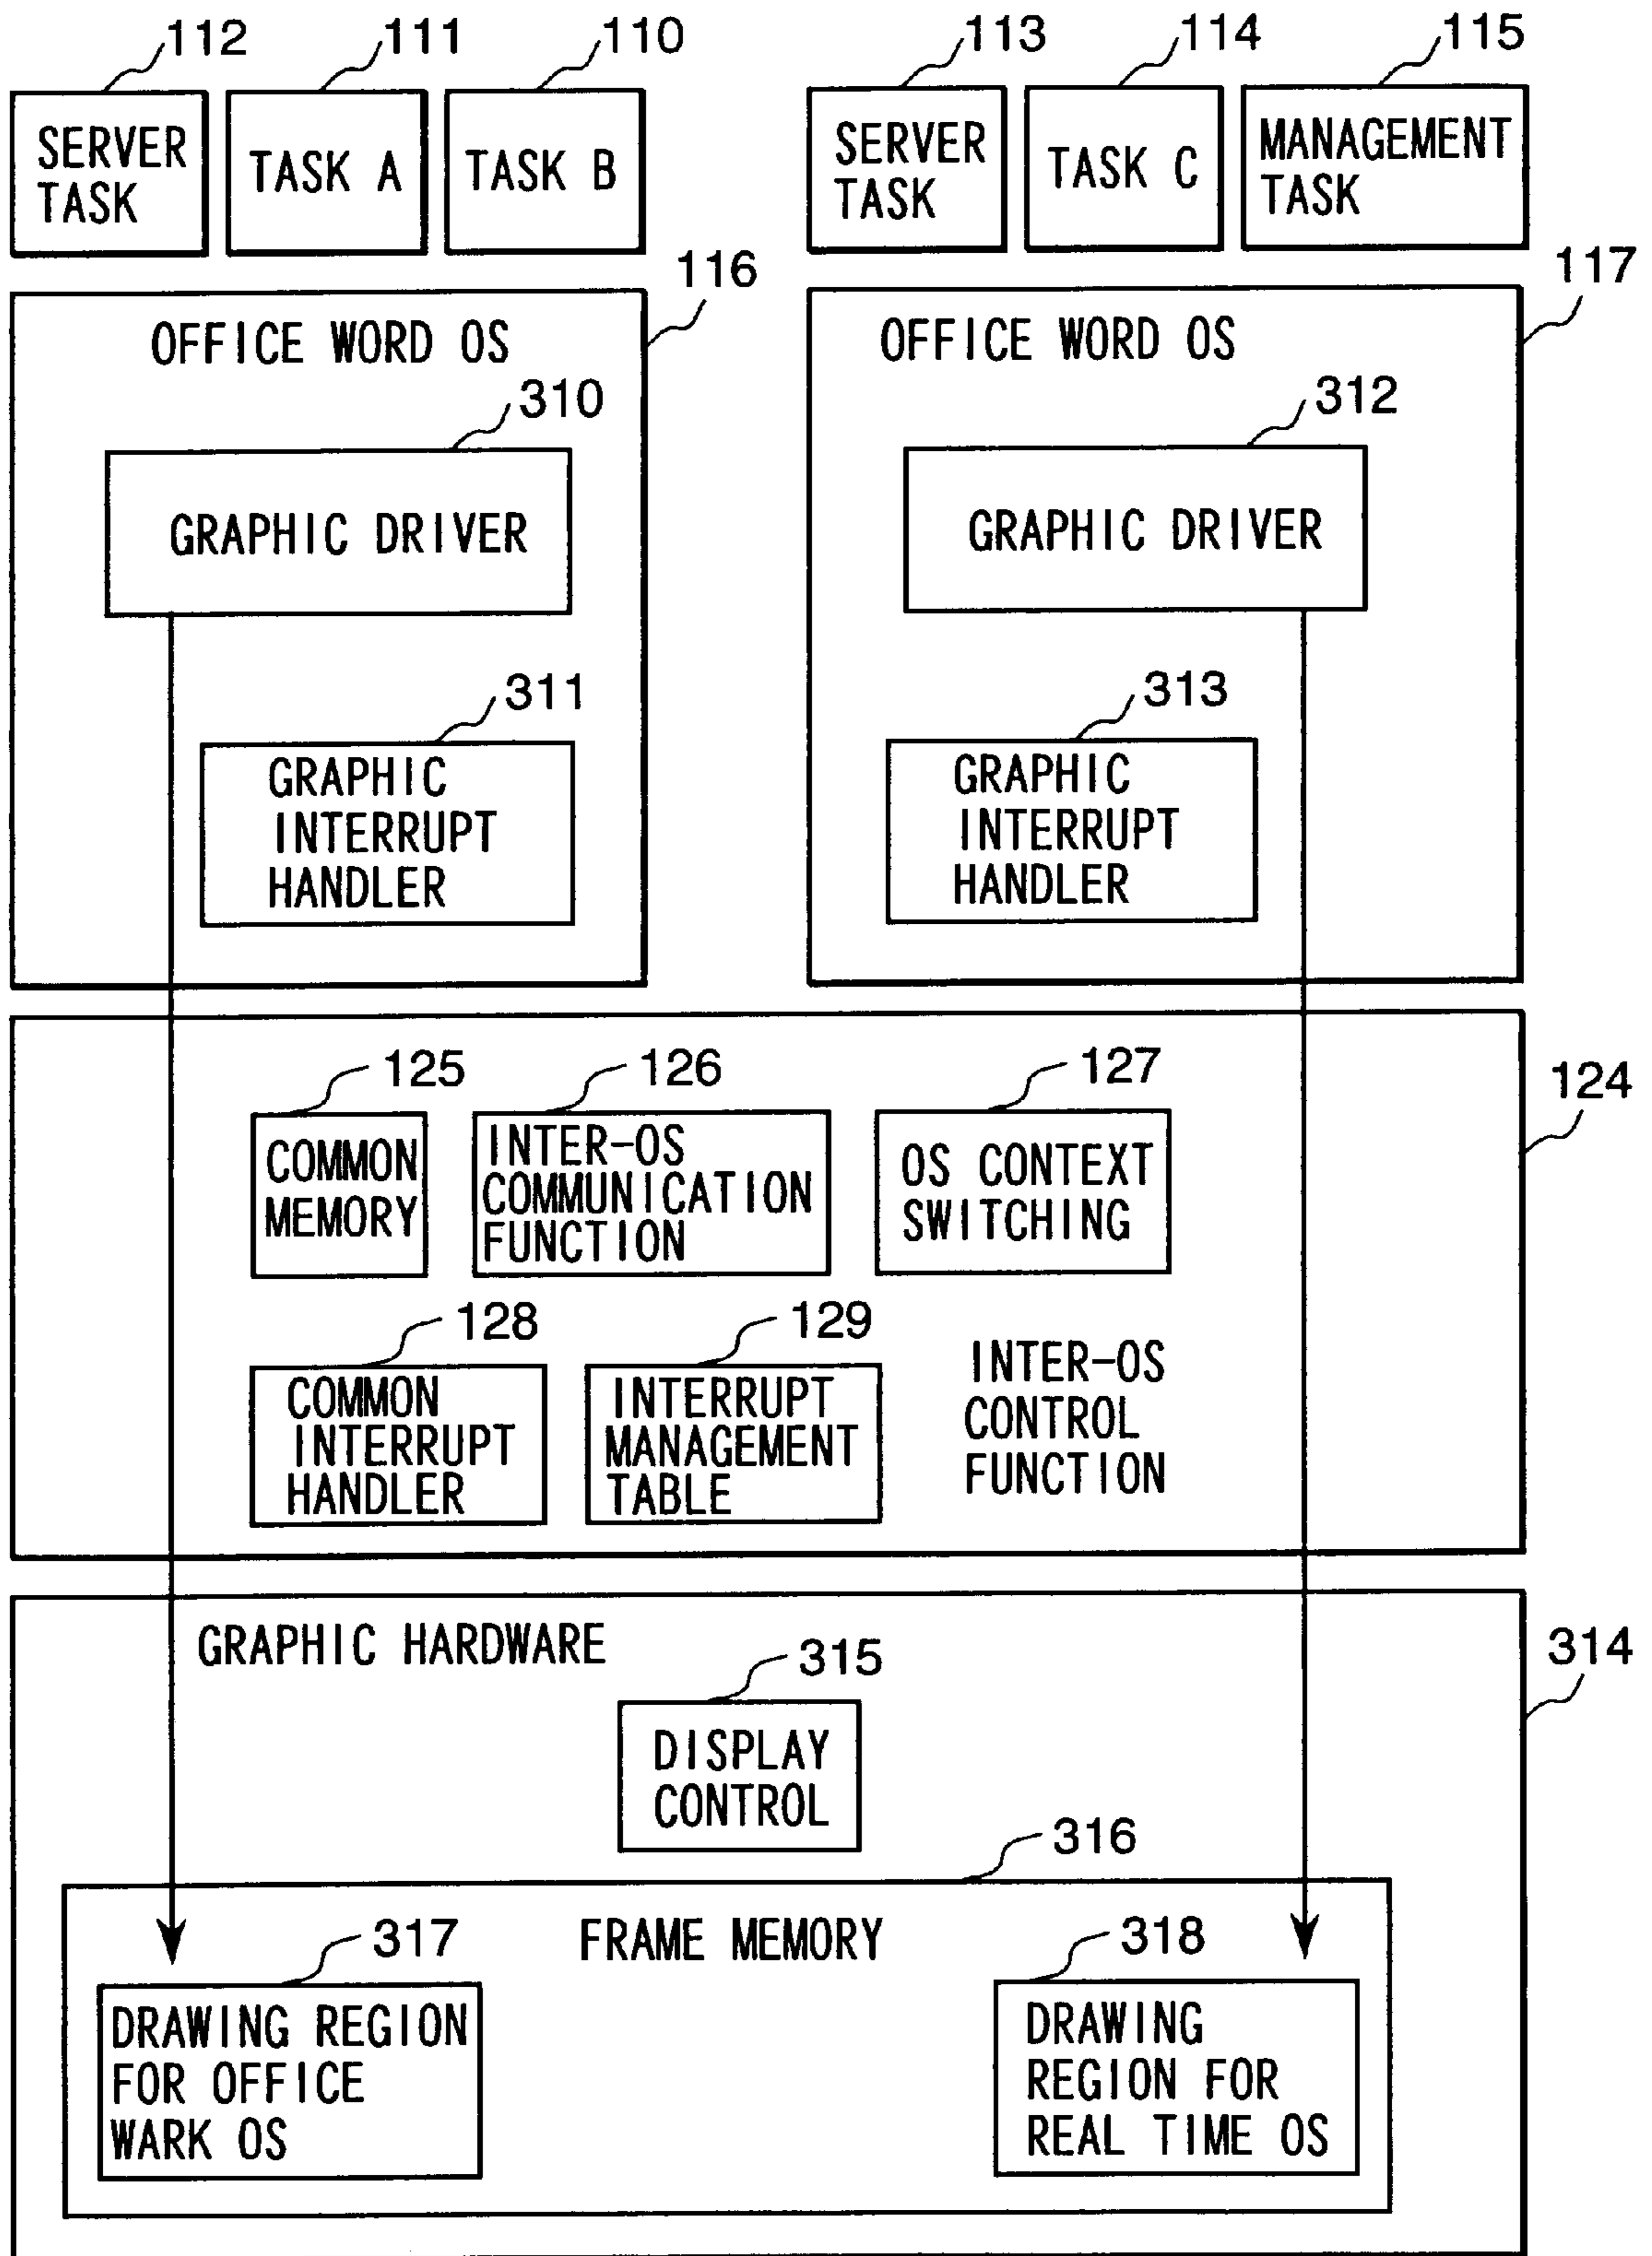 112
111
110
113
114
115
SERVER
TASK
TASK A
TASK B
SERVER
TASK
TASK C
MANAGEMENT
TASK
116
117
OFFICE WORD OS
310
GRAPHIC DRIVER
311
GRAPHIC
INTERRUPT
HANDLER
OFFICE WORD OS
312
GRAPHIC DRIVER
313
GRAPHIC
INTERRUPT
HANDLER
124
125
COMMON
MEMORY
126
INTER-OS
COMMUNICATION
FUNCTION
127
OS CONTEXT
SWITCHING
128
COMMON
INTERRUPT
HANDLER
129
INTERRUPT
MANAGEMENT
TABLE
INTER-OS
CONTROL
FUNCTION
GRAPHIC HARDWARE
314
315
DISPLAY
CONTROL
316
FRAME MEMORY
317
DRAWING REGION
FOR OFFICE
WARK OS
318
DRAWING
REGION FOR
REAL TIME OS